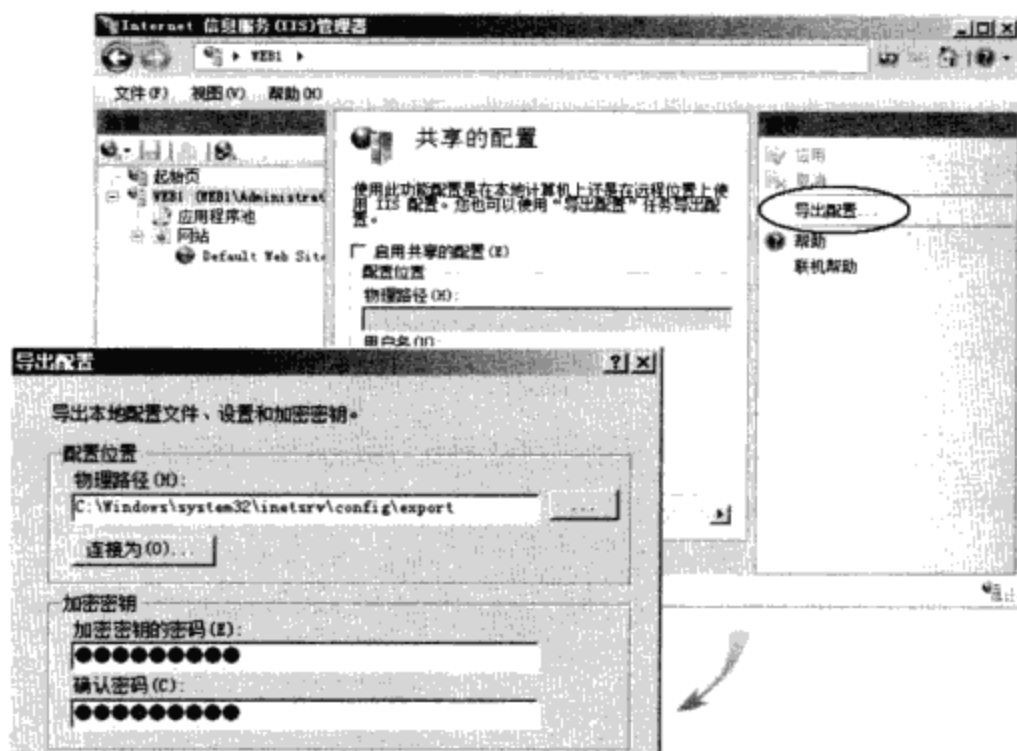 Internet 信息服务(IIS)管理器
WEB1
文件(F) 视图(V) 帮助(H)
起始页
WEB1 (WEB1\Administrat
应用程序池
网站
Default Web Site
共享的配置
使用此功能配置是在本地计算机上还是在远程位置上使
用 IIS 配置。您也可以使用“导出配置”任务导出配
置。
启用共享的配置(E)
配置位置
物理路径(H):
用户名(U):
应用
取消
导出配置...
帮助
联机帮助
导出配置
导出本地配置文件、设置和加密密钥。
配置位置
物理路径(H):
C:\Windows\system32\inetsrv\config\export
...
连接为(O)...
加密密钥
加密密钥的密码(E):
●●●●●●●●●
确认密码(C):
●●●●●●●●●